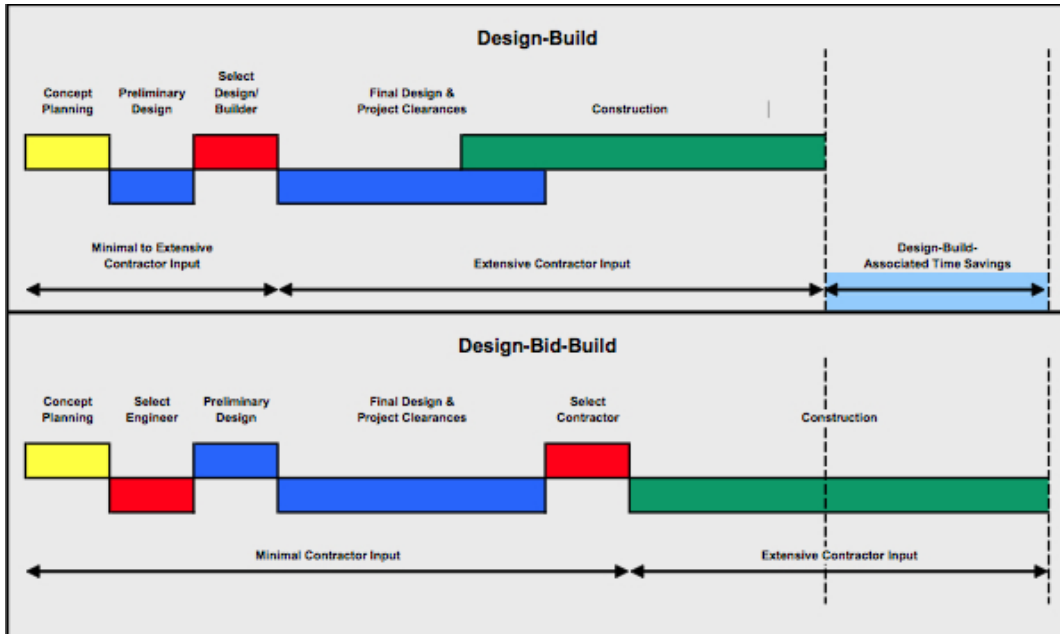 Design-Build
Concept
Planning
Preliminary
Design
Select
Design/
Builder
Final Design &
Project Clearances
Construction
Minimal to Extensive
Contractor Input
Extensive Contractor Input
Design-Build-
Associated Time Savings
Design-Bid-Build
Concept
Planning
Select
Engineer
Preliminary
Design
Final Design &
Project Clearances
Select
Contractor
Construction
Minimal Contractor Input
Extensive Contractor Input